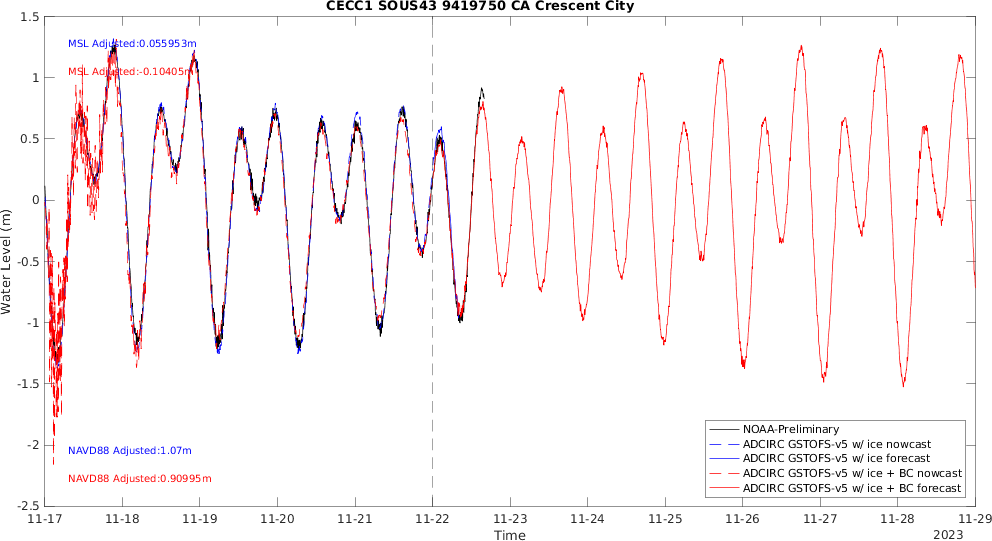 CECC1 SOUS43 9419750 CA Crescent City
1.5
1
0.5
0
-0.5
-1
-1.5
-2
-2.5
Water Level (m)
MSL Adjusted:0.055953m
MSL Adjusted:-0.10405m
NAVD88 Adjusted:1.07m
NAVD88 Adjusted:0.90995m
NOAA-Preliminary
ADCIRC GSTOFS-v5 w/ ice nowcast
ADCIRC GSTOFS-v5 w/ ice forecast
ADCIRC GSTOFS-v5 w/ ice + BC nowcast
ADCIRC GSTOFS-v5 w/ ice + BC forecast
11-17 11-18 11-19 11-20 11-21 11-22 11-23 11-24 11-25 11-26 11-27 11-28 11-29
Time
2023